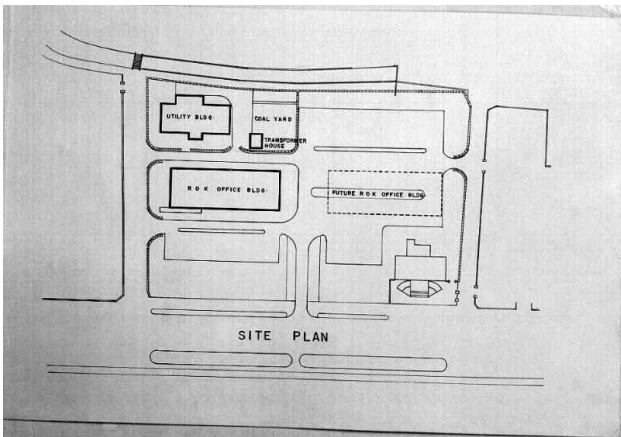 UTILITY BLDG.
COAL YARD
TRANSFORMER
HOUSE
R O K OFFICE BLDG.
FUTURE R O K OFFICE BLDG.
SITE PLAN